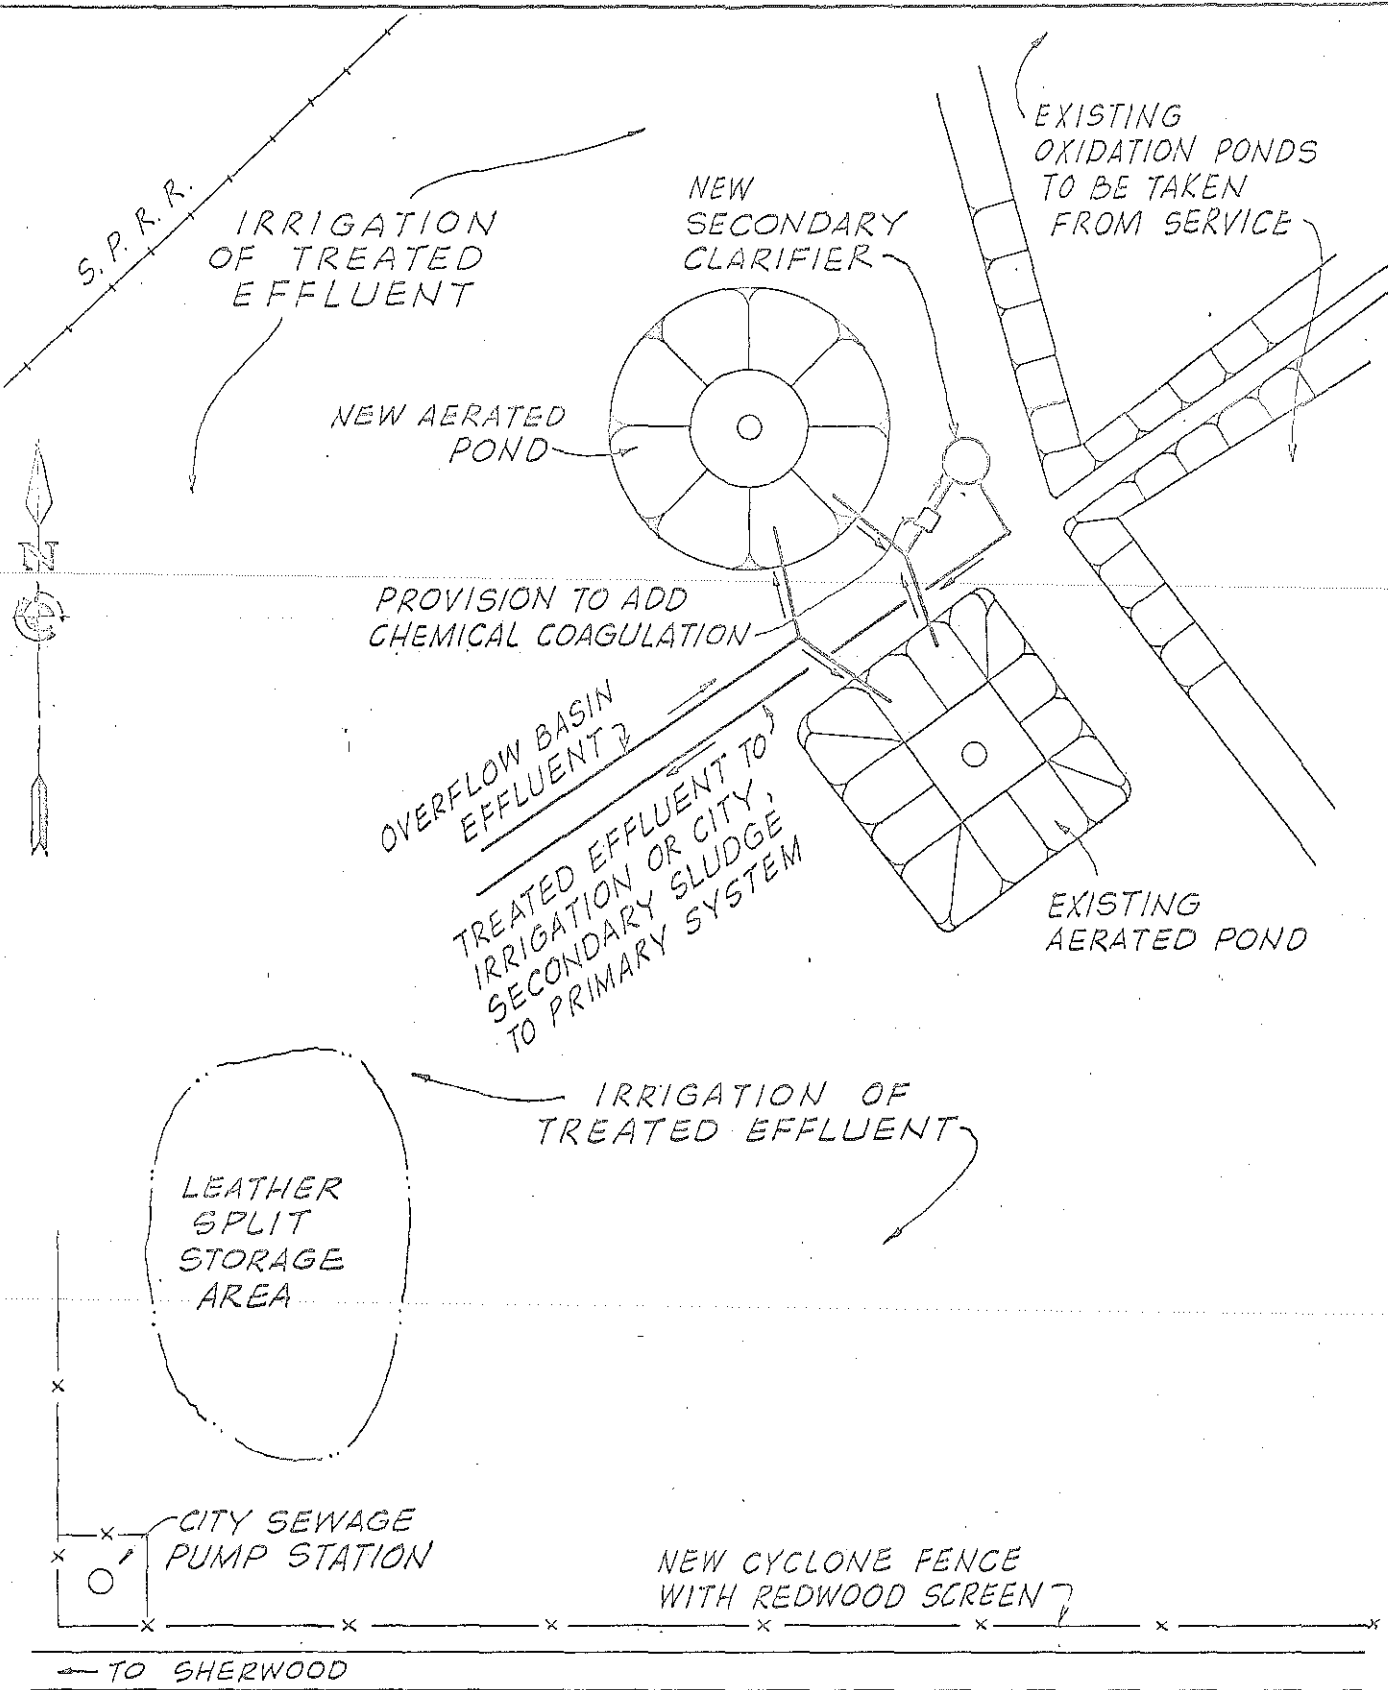 EXISTING
OXIDATION PONDS
TO BE TAKEN
FROM SERVICE
NEW
SECONDARY
CLARIFIER
S. P. R. R.
IRRIGATION
OF TREATED
EFFLUENT
NEW AERATED
POND
N
PROVISION TO ADD
CHEMICAL COAGULATION
OVERFLOW BASIN
EFFLUENT
TREATED EFFLUENT TO
IRRIGATION OR CITY,
SECONDARY SLUDGE
TO PRIMARY SYSTEM
EXISTING
AERATED POND
IRRIGATION OF
TREATED EFFLUENT
LEATHER
SPLIT
STORAGE
AREA
CITY SEWAGE
PUMP STATION
NEW CYCLONE FENCE
WITH REDWOOD SCREEN
TO SHERWOOD